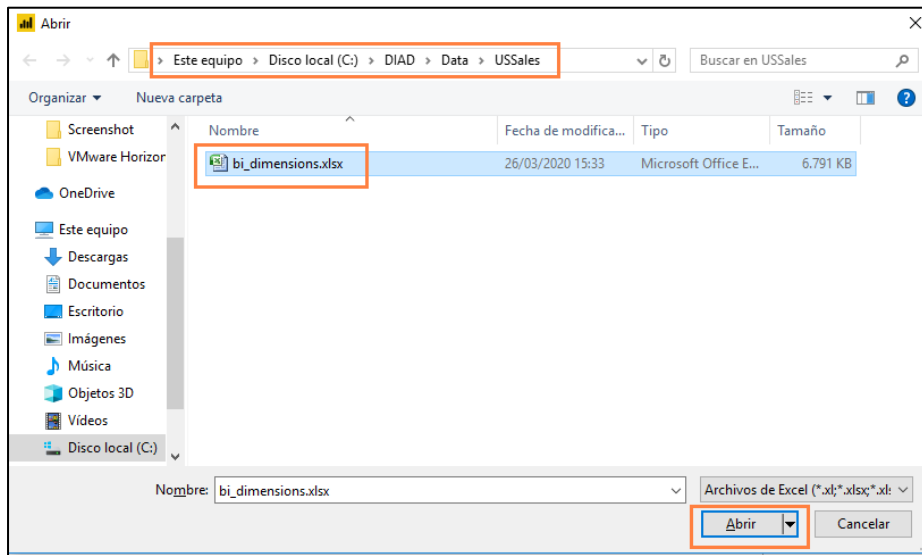 Abrir
Este equipo > Disco local (C:) > DIAD > Data > USSales
Buscar en USSales
Organizar
Nueva carpeta
Screenshot
VMware Horizor
OneDrive
Este equipo
Descargas
Documentos
Escritorio
Imágenes
Música
Objetos 3D
Vídeos
Disco local (C:)
Nombre Fecha de modifica... Tipo Tamaño
bi_dimensions.xlsx 26/03/2020 15:33 Microsoft Office E... 6.791 KB
Nombre: bi_dimensions.xlsx
Archivos de Excel (*.xl;*.xlsx;*.xl
Abrir
Cancelar